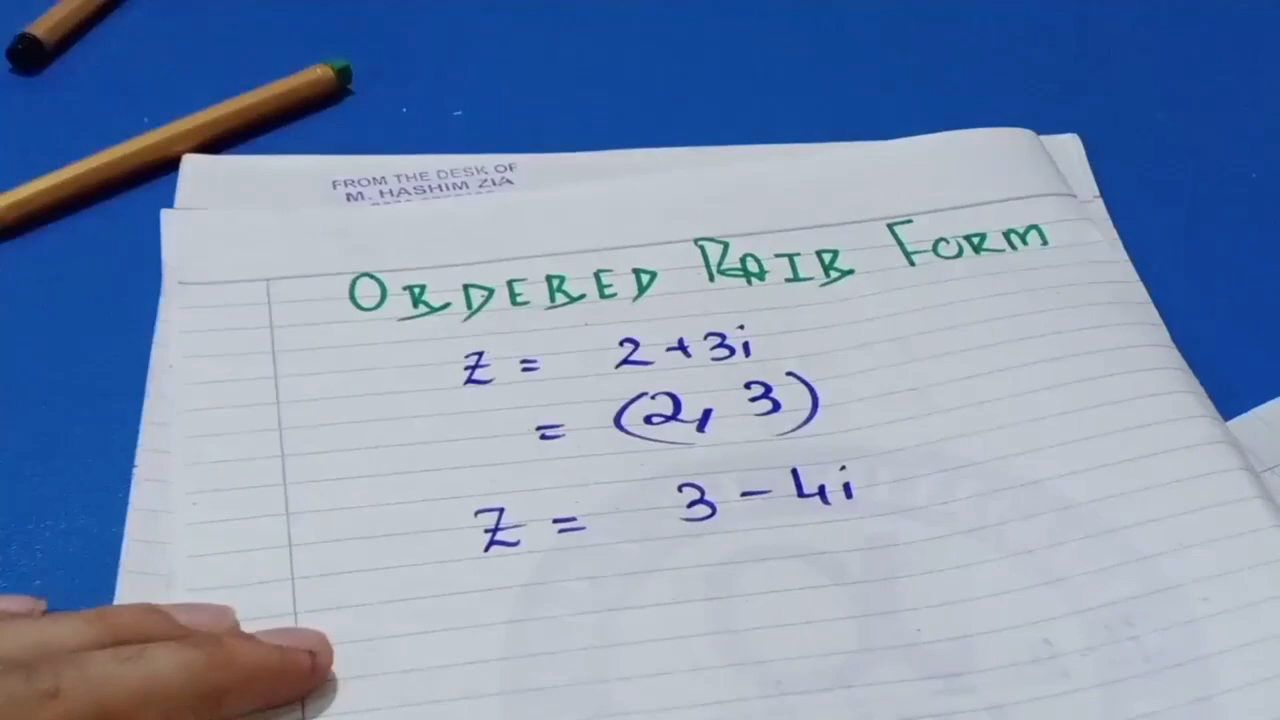 FROM THE DESK OF
M. HASHIM ZIA
ORDERED PAIR FORM
z = 2+3i
= (2, 3)
z = 3-4i